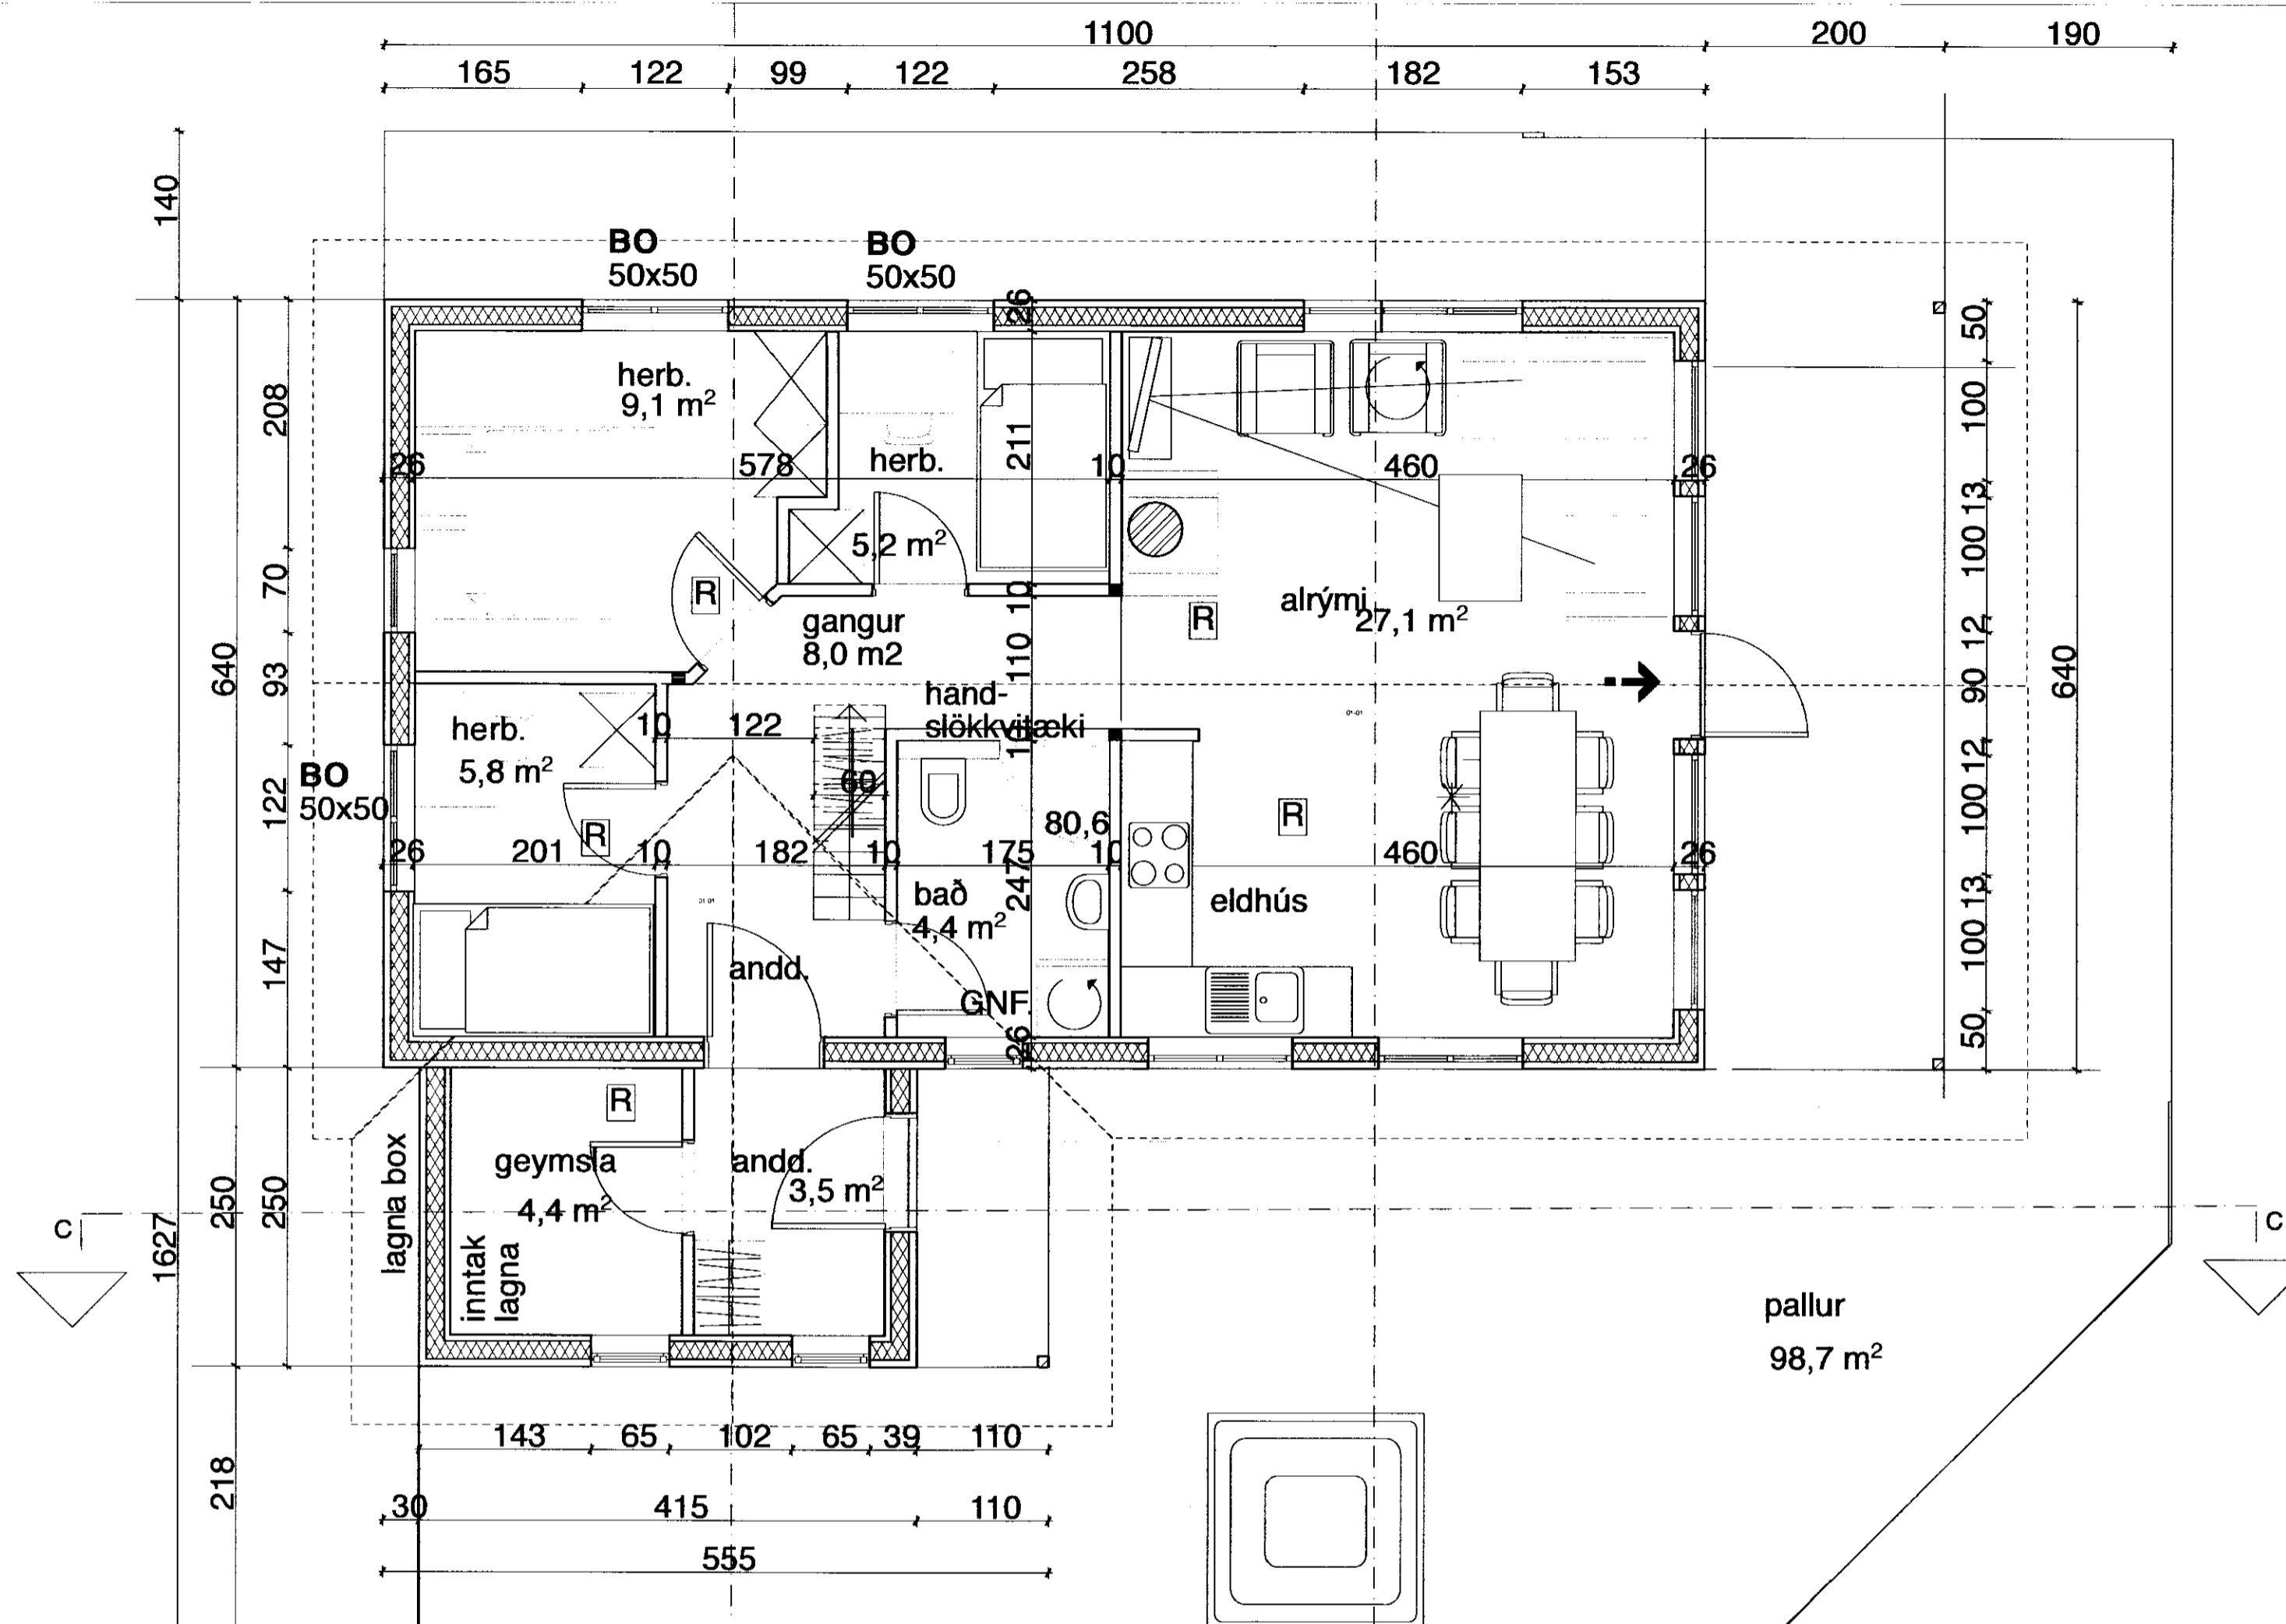 1100
200
190
165
122
99
122
258
182
153
140
BO
50x50
BO
50x50
26
50
herb.
9,1 m²
208
211
100
26
578
herb.
10
460
26
13
5,2 m²
100
70
R
10
R
alrými
27,1 m²
12
gangur
8,0 m2
110
640
93
hand-
slökkvitæki
90
640
herb.
10
122
10
01-01
5,8 m²
12
BO
50x50
60
122
80,6
R
100
R
26
201
10
182
10
175
10
460
26
247
13
bað
4,4 m²
eldhús
01 01
147
andd.
100
GNF.
26
50
R
lagna box
geymsla
4,4 m²
andd.
3,5 m²
250
250
C
C
1627
inntak
lagna
pallur
98,7 m²
143
65
102
65
39
110
218
30
415
110
555